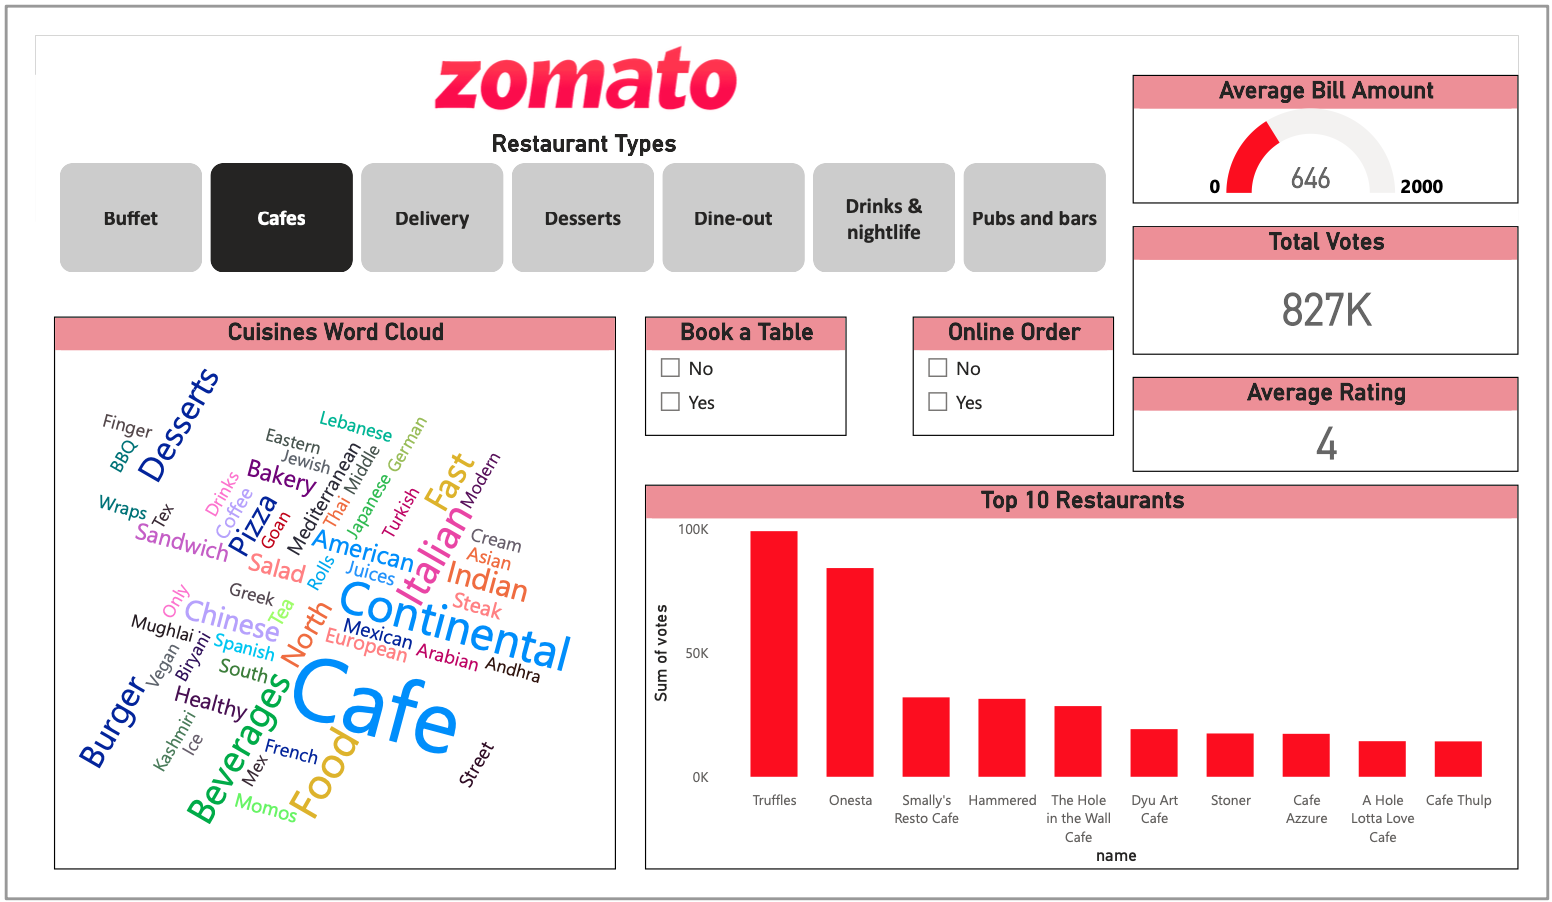 zomato
Restaurant Types
Buffet
Cafes
Delivery
Desserts
Dine-out
Drinks &
nightlife
Pubs and bars
Average Bill Amount
0
646
2000
Total Votes
827K
Average Rating
4
Cuisines Word Cloud
Desserts
Finger
BBQ
Lebanese
Eastern
Jewish
Mediterranean
Middle
German
Bakery
Drinks
Coffee
Pizza
Goan
Thai
Japanese
Turkish
Fast
Modern
Wraps
Tex
Sandwich
Salad
Rolls
American
Juices
Italian
Cream
Asian
Indian
Steak
Greek
Tea
Only
Chinese
North
Continental
Mexican
European
Arabian
Andhra
Mughlai
Vegan
Biryani
Spanish
South
Cafe
Burger
Healthy
Kashmiri
Ice
Beverages
Mex
French
Food
Street
Momos
Book a Table
No
Yes
Online Order
No
Yes
Top 10 Restaurants
Sum of votes
100K
50K
0K
Truffles
Onesta
Smally's
Resto Cafe
Hammered
The Hole
in the Wall
Cafe
Dyu Art
Cafe
Stoner
Cafe
Azzure
A Hole
Lotta Love
Cafe
Cafe Thulp
name